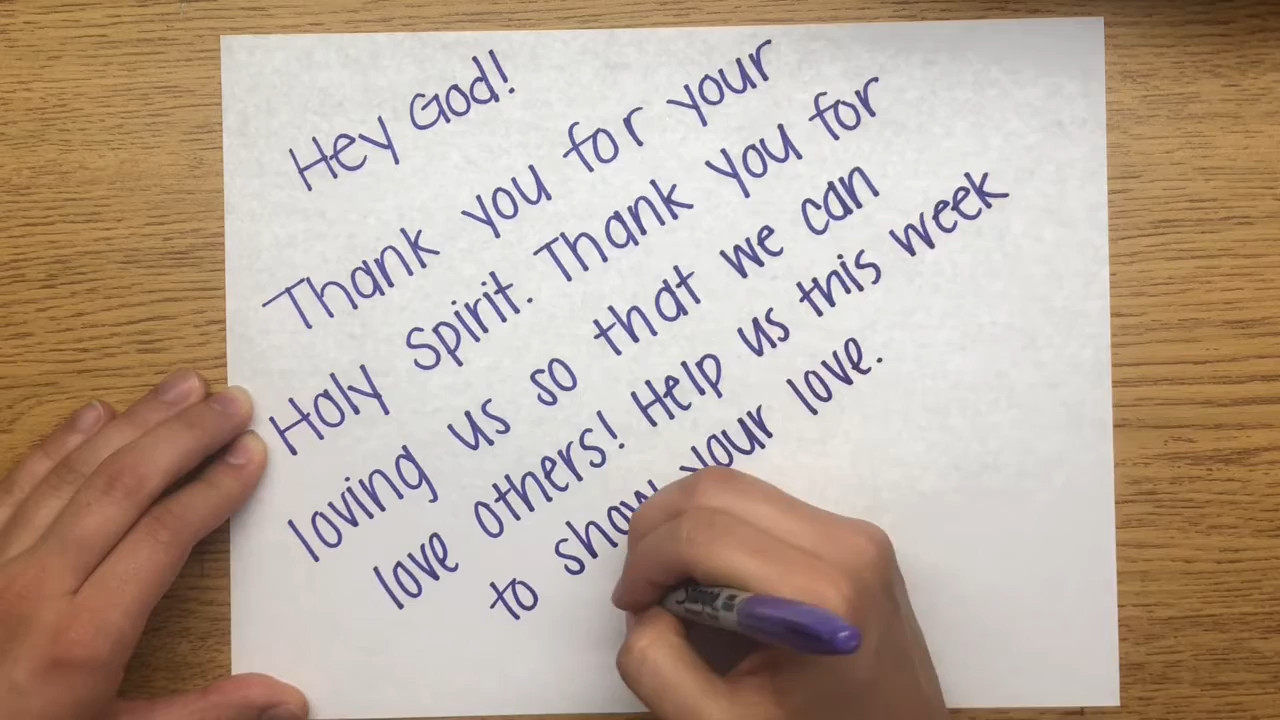 Hey God!
Thank you for your
Holy Spirit. Thank you for
loving us so that we can
love others! Help us this week
to show your love.
Sharpie